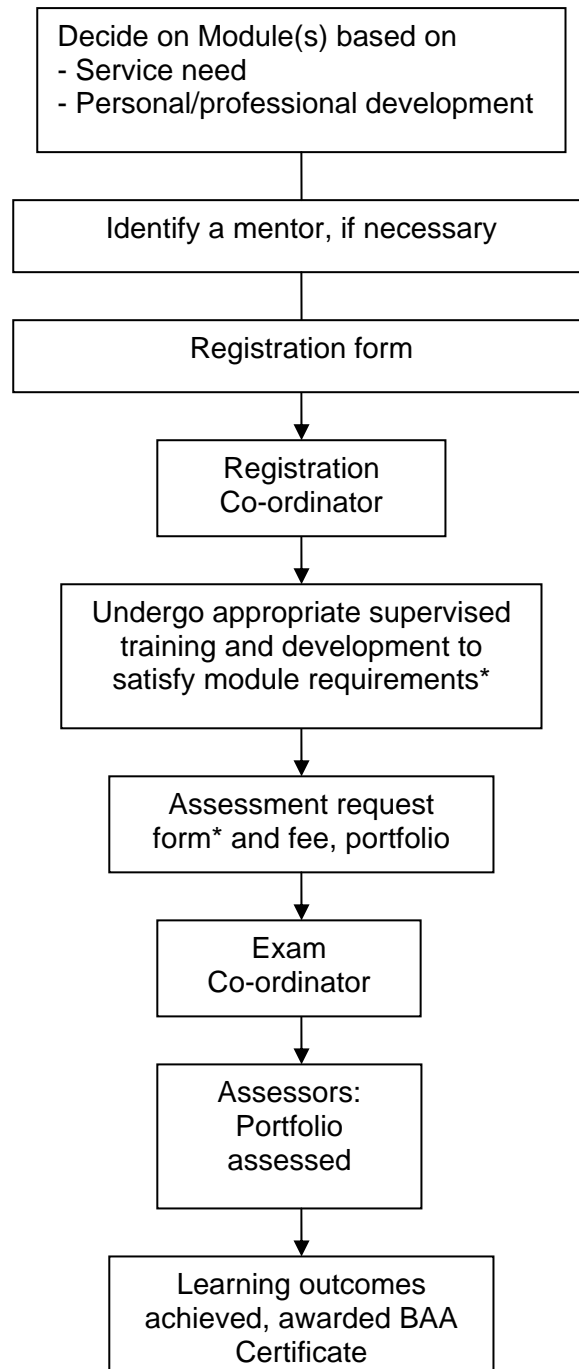 Decide on Module(s) based on
- Service need
- Personal/professional development
Identify a mentor, if necessary
Registration form
Registration
Co-ordinator
Undergo appropriate supervised
training and development to
satisfy module requirements*
Assessment request
form* and fee, portfolio
Exam
Co-ordinator
Assessors:
Portfolio
assessed
Learning outcomes
achieved, awarded BAA
Certificate